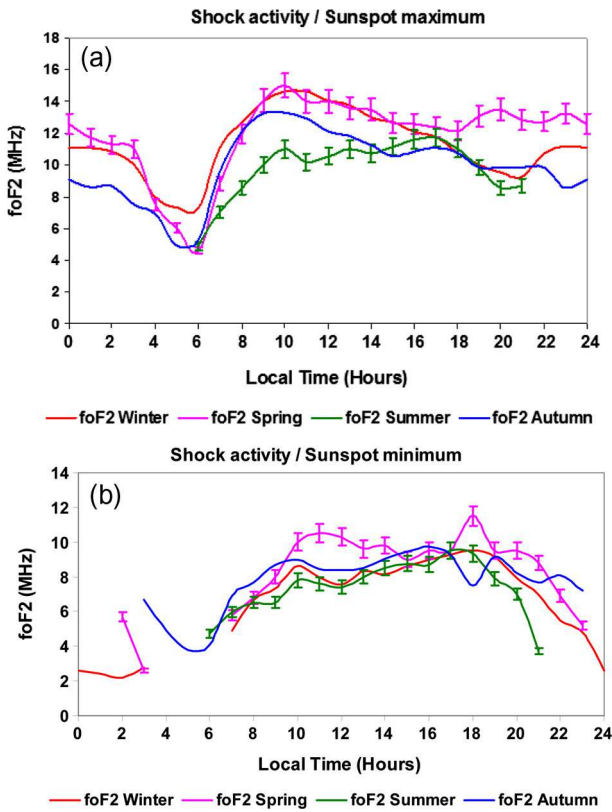 Shock activity / Sunspot maximum
(a)
foF2 (MHz)
18
16
14
12
10
8
6
4
2
0
0 2 4 6 8 10 12 14 16 18 20 22 24
Local Time (Hours)
foF2 Winter foF2 Spring foF2 Summer foF2 Autumn
Shock activity / Sunspot minimum
(b)
foF2 (MHz)
14
12
10
8
6
4
2
0
0 2 4 6 8 10 12 14 16 18 20 22 24
Local Time (Hours)
foF2 Winter foF2 Spring foF2 Summer foF2 Autumn